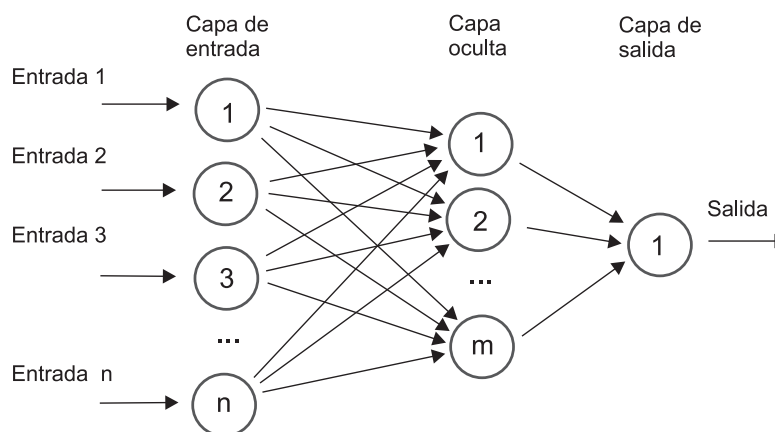 Capa de
entrada
Capa
oculta
Capa de
salida
Entrada 1
1
1
Entrada 2
2
2
Salida
Entrada 3
1
3
...
...
m
Entrada n
n